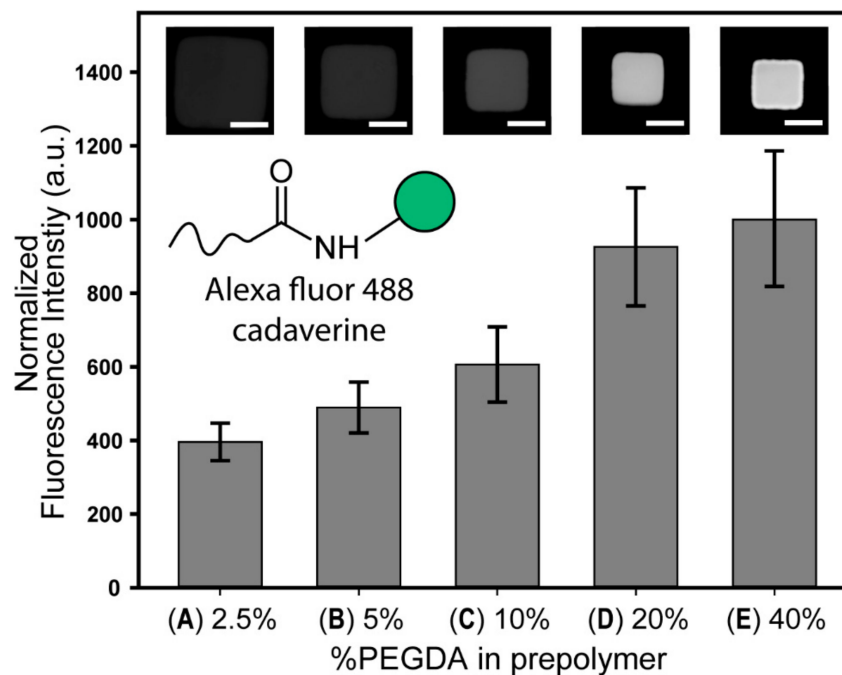 1400
1200
1000
800
600
400
200
0
Normalized
Fluorescence Intenstiy (a.u.)
O
NH
Alexa fluor 488
cadaverine
(A) 2.5%
(B) 5%
(C) 10%
(D) 20%
(E) 40%
%PEGDA in prepolymer